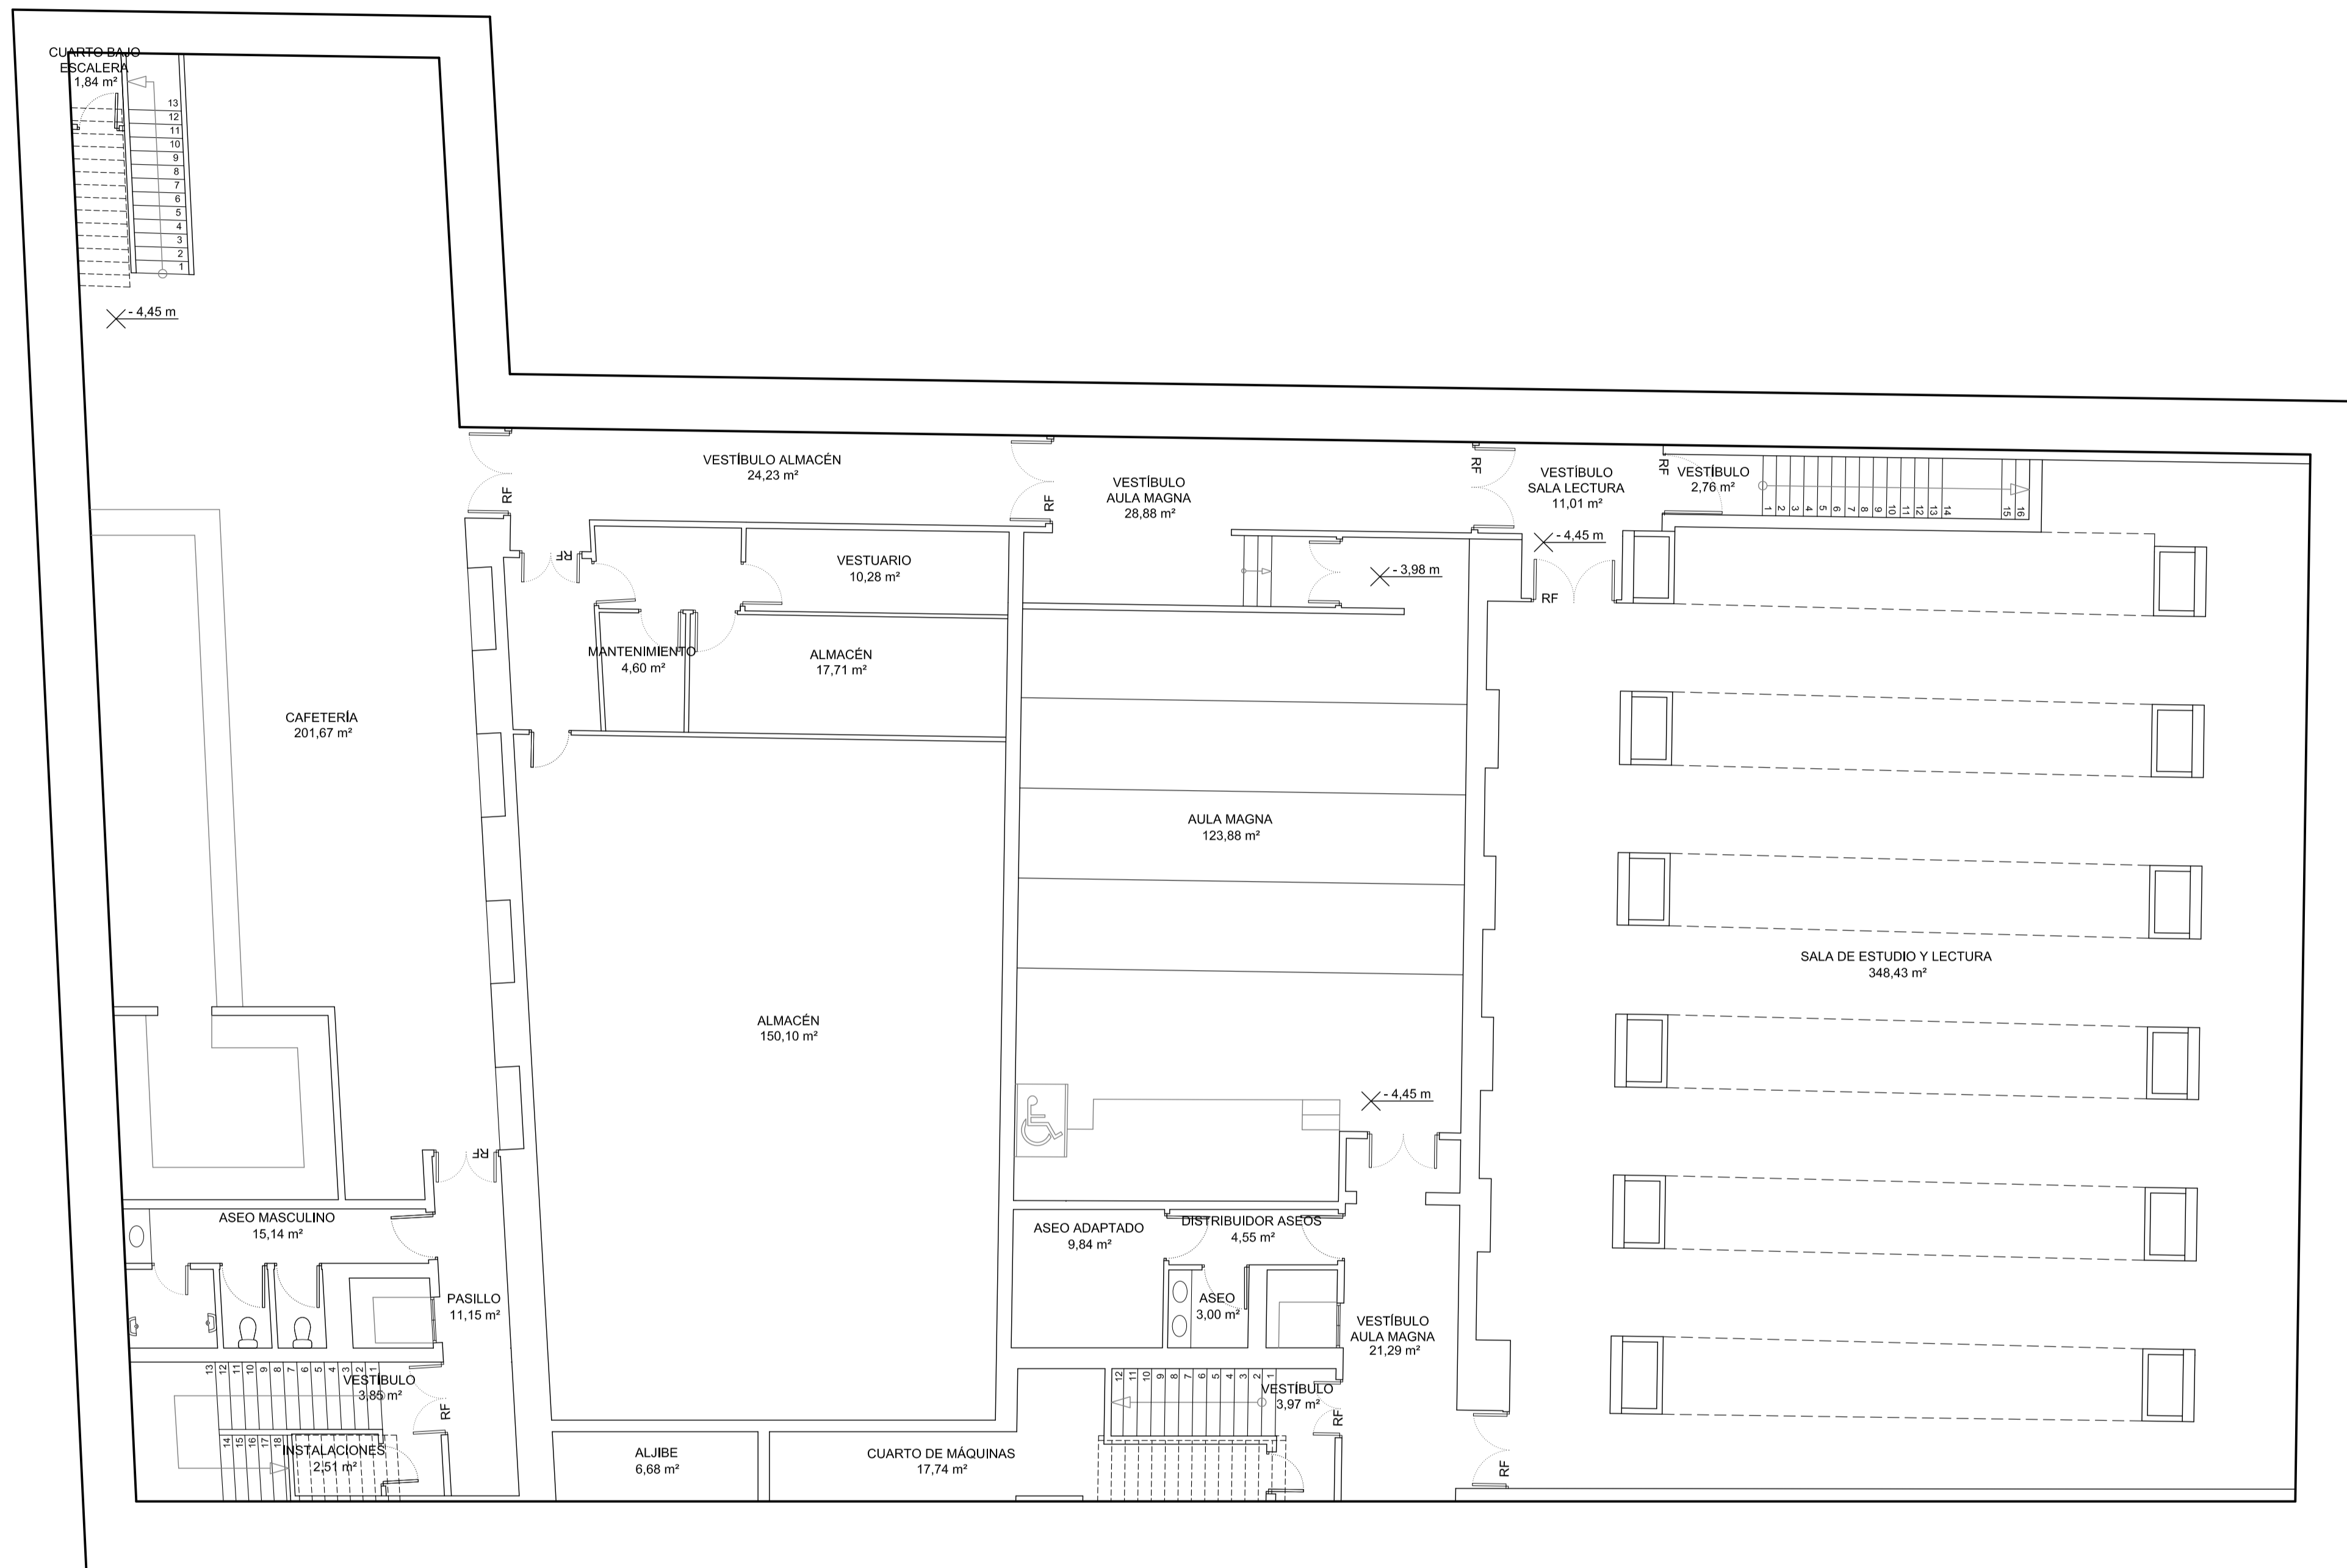 CUARTO BAJO
ESCALERA
1,84 m²
13
12
11
10
9
8
7
6
5
4
3
2
1
- 4,45 m
VESTÍBULO ALMACÉN
24,23 m²
RF
RF
VESTÍBULO
AULA MAGNA
28,88 m²
RF
VESTÍBULO
SALA LECTURA
11,01 m²
RF
VESTÍBULO
2,76 m²
1 2 3 4 5 6 7 8 9 10 11 12 13 14 15 16
- 4,45 m
RF
RF
VESTUARIO
10,28 m²
- 3,98 m
MANTENIMIENTO
4,60 m²
ALMACÉN
17,71 m²
CAFETERÍA
201,67 m²
AULA MAGNA
123,88 m²
SALA DE ESTUDIO Y LECTURA
348,43 m²
ALMACÉN
150,10 m²
- 4,45 m
RF
ASEO MASCULINO
15,14 m²
ASEO ADAPTADO
9,84 m²
DISTRIBUIDOR ASEOS
4,55 m²
PASILLO
11,15 m²
ASEO
3,00 m²
VESTÍBULO
AULA MAGNA
21,29 m²
13 12 11 10 9 8 7 6 5 4 3 2 1
VESTÍBULO
3,85 m²
RF
12 11 10 9 8 7 6 5 4 3 2 1
VESTÍBULO
3,97 m²
RF
14 15 16 17 18
INSTALACIONES
2,51 m²
ALJIBE
6,68 m²
CUARTO DE MÁQUINAS
17,74 m²
RF